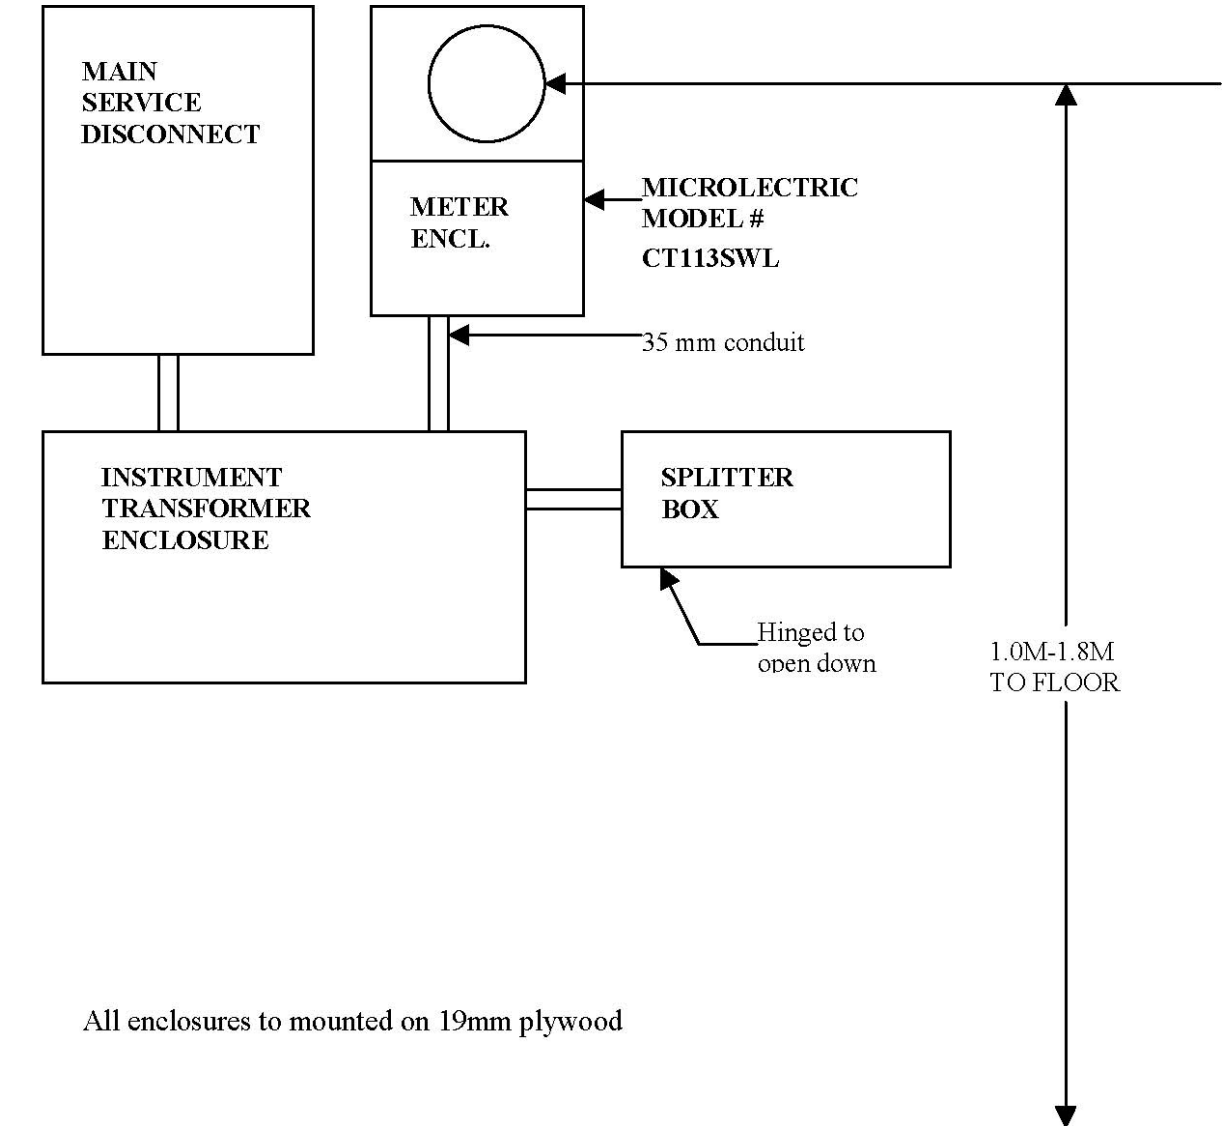 MAIN
SERVICE
DISCONNECT
METER
ENCL.
MICROLECTRIC
MODEL #
CT113SWL
35 mm conduit
INSTRUMENT
TRANSFORMER
ENCLOSURE
SPLITTER
BOX
Hinged to
open down
1.0M-1.8M
TO FLOOR
All enclosures to mounted on 19mm plywood